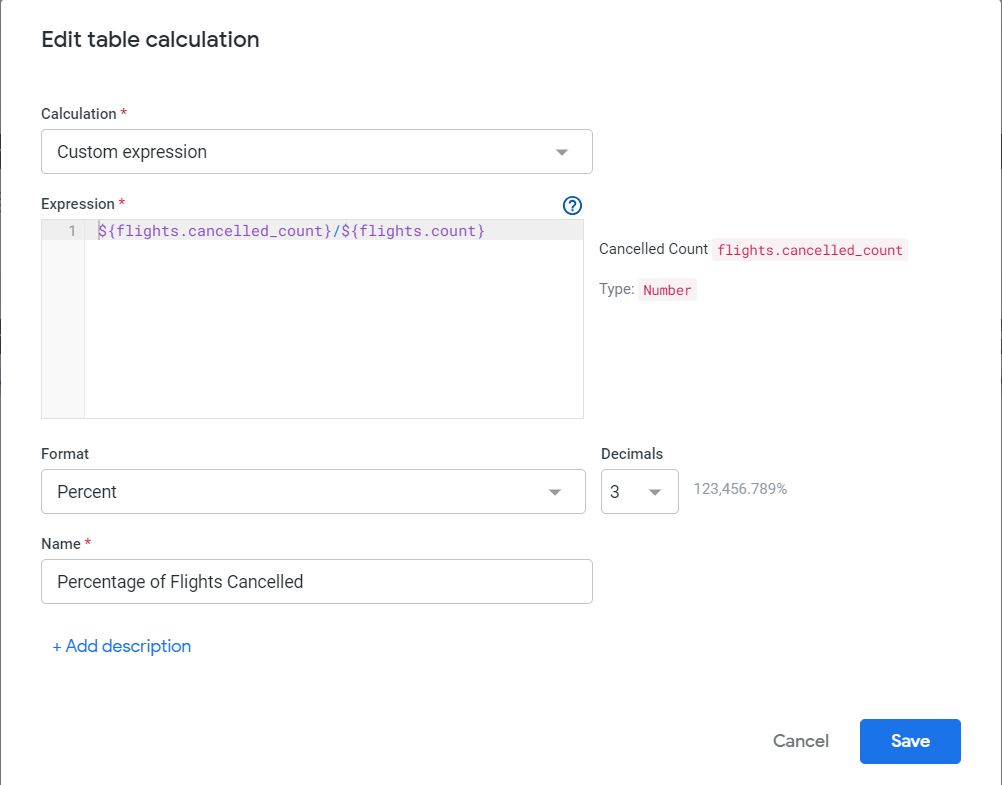 Edit table calculation
Calculation *
Custom expression
Expression *
?
1 ${flights.cancelled_count}/${flights.count}
Cancelled Count flights.cancelled_count
Type: Number
Format
Decimals
Percent
3
123,456.789%
Name *
Percentage of Flights Cancelled
+ Add description
Cancel
Save